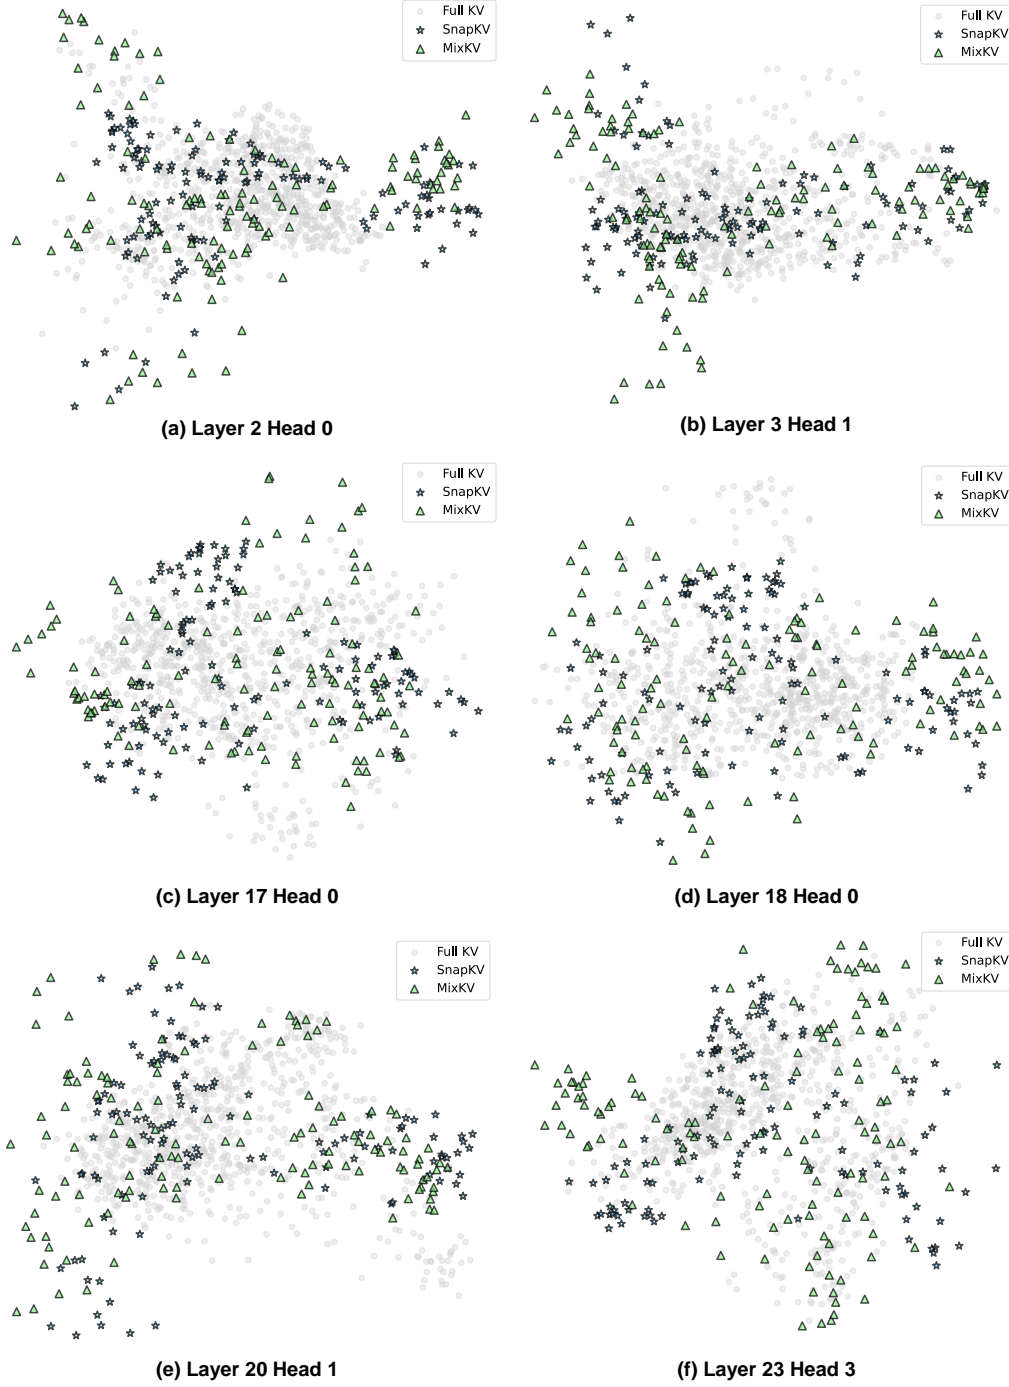 Full KV
SnapKV
MixKV
Full KV
SnapKV
MixKV
(a) Layer 2 Head 0
(b) Layer 3 Head 1
Full KV
SnapKV
MixKV
Full KV
SnapKV
MixKV
(c) Layer 17 Head 0
(d) Layer 18 Head 0
Full KV
SnapKV
MixKV
Full KV
SnapKV
MixKV
(e) Layer 20 Head 1
(f) Layer 23 Head 3